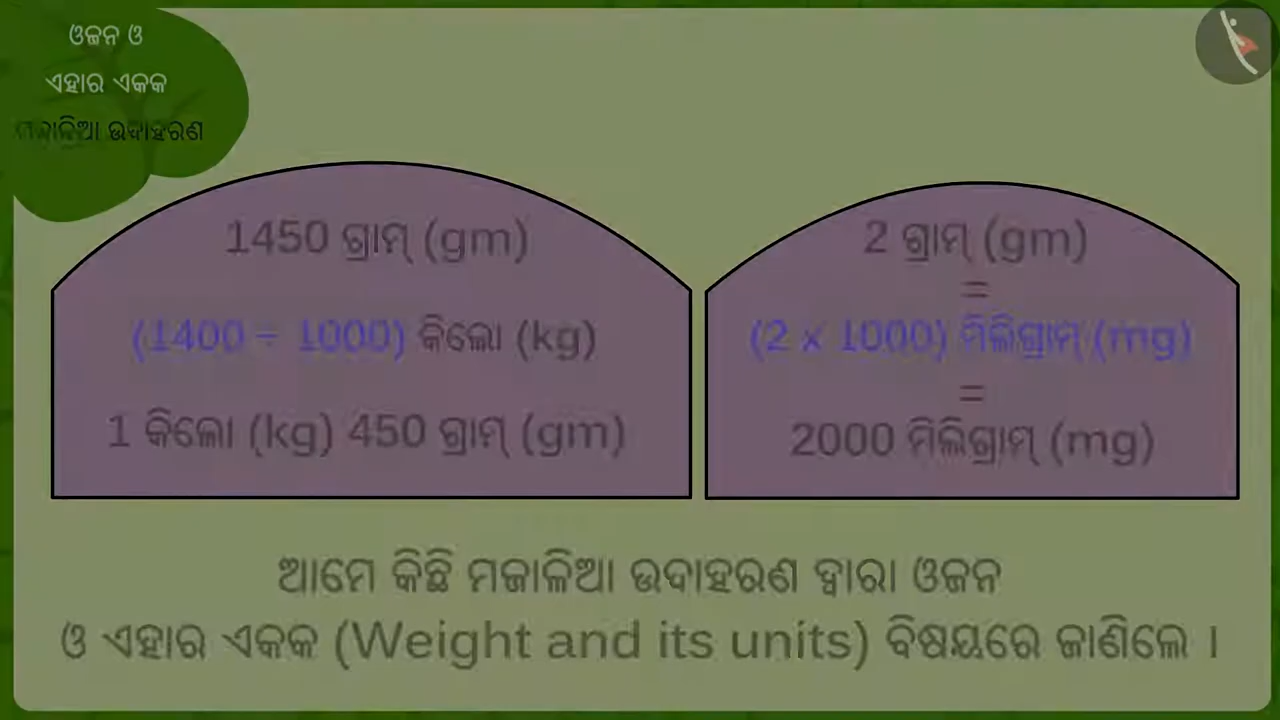 ଓଜନ ଓ
ଏହାର ଏକକ
ମଜାଳିଆ ଉଦାହରଣ
1450 ଗ୍ରାମ୍ (gm)
(1400 ÷ 1000) କିଲୋ (kg)
1 କିଲୋ (kg) 450 ଗ୍ରାମ୍ (gm)
2 ଗ୍ରାମ୍ (gm)
=
(2 x 1000) ମିଲିଗ୍ରାମ୍ (mg)
=
2000 ମିଲିଗ୍ରାମ୍ (mg)
ଆମେ କିଛି ମଜାଳିଆ ଉଦାହରଣ ଦ୍ଵାରା ଓଜନ
ଓ ଏହାର ଏକକ (Weight and its units) ବିଷୟରେ ଜାଣିଲେ ।